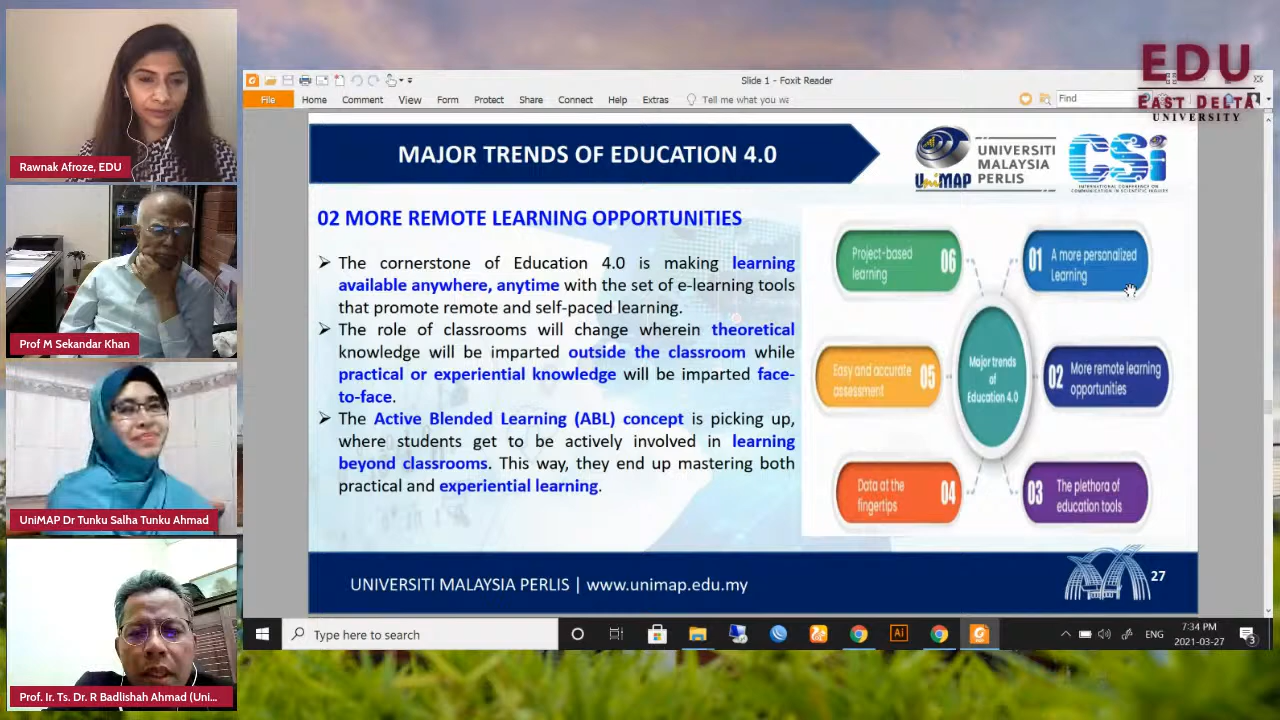 Rawnak Afroze, EDU
Prof M Sekandar Khan
UniMAP Dr Tunku Salha Tunku Ahmad
Prof. Ir. Ts. Dr. R Badlishah Ahmad (Uni...
EDU
EAST DELTA
UNIVERSITY
Slide 1 - Foxit Reader
File Home Comment View Form Protect Share Connect Help Extras Tell me what you wa Find
MAJOR TRENDS OF EDUCATION 4.0
UniMAP
UNIVERSITI
MALAYSIA
PERLIS
CSi
INTERNATIONAL CONFERENCE ON
COMMUNICATION IN SCIENTIFIC INQUIRY
02 MORE REMOTE LEARNING OPPORTUNITIES
➢ The cornerstone of Education 4.0 is making learning
available anywhere, anytime with the set of e-learning tools
that promote remote and self-paced learning.
➢ The role of classrooms will change wherein theoretical
knowledge will be imparted outside the classroom while
practical or experiential knowledge will be imparted face-
to-face.
➢ The Active Blended Learning (ABL) concept is picking up,
where students get to be actively involved in learning
beyond classrooms. This way, they end up mastering both
practical and experiential learning.
Major trends
of
Education 4.0
01 A more personalized
Learning
02 More remote learning
opportunities
03 The plethora of
education tools
Data at the
fingertips 04
Easy and accurate
assessment 05
Project-based
learning 06
UNIVERSITI MALAYSIA PERLIS | www.unimap.edu.my
27
Type here to search
Ai
ENG
7:34 PM
2021-03-27
3